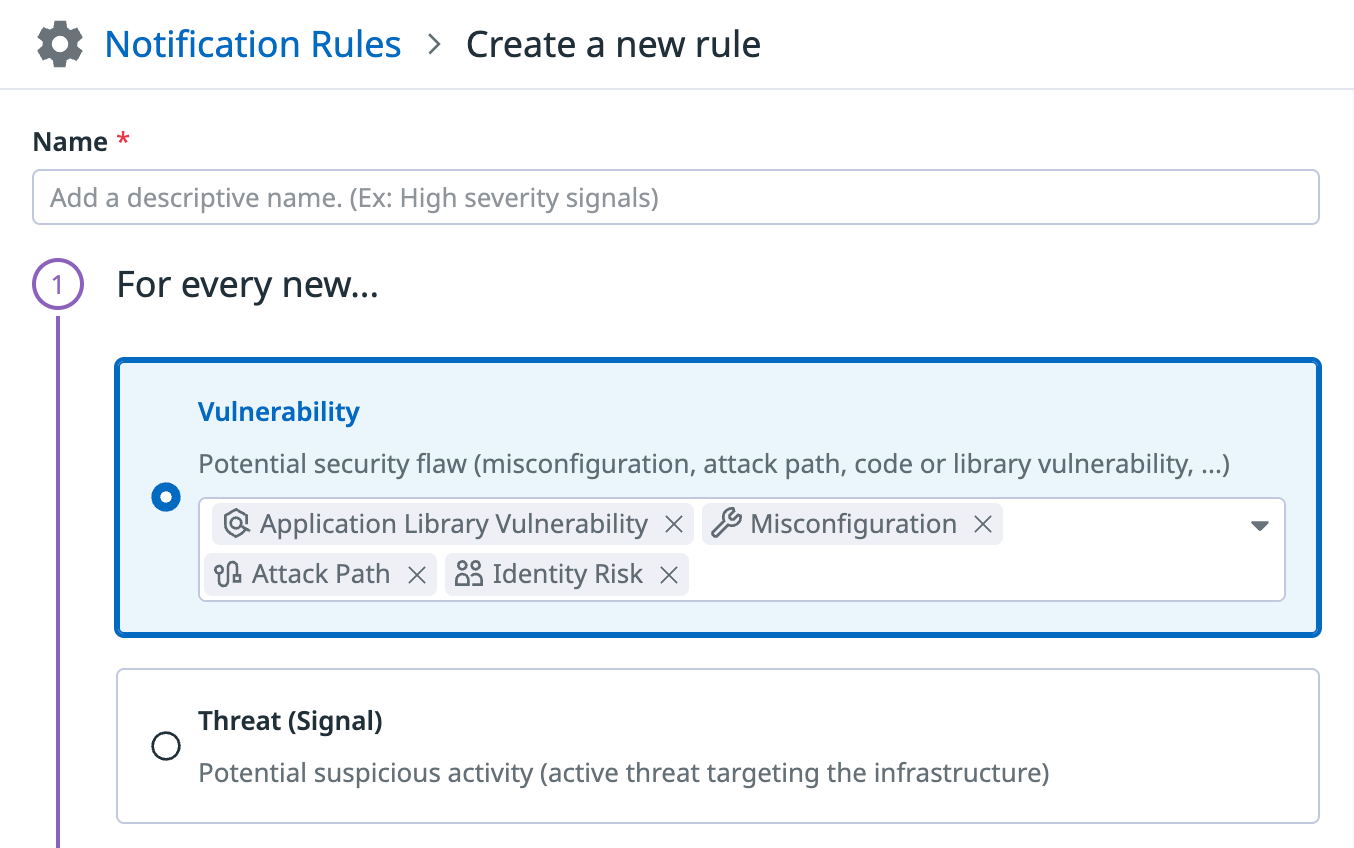 Notification Rules > Create a new rule
Name *
Add a descriptive name. (Ex: High severity signals)
1 For every new...
Vulnerability
Potential security flaw (misconfiguration, attack path, code or library vulnerability, ...)
Application Library Vulnerability × Misconfiguration ×
Attack Path × Identity Risk ×
Threat (Signal)
Potential suspicious activity (active threat targeting the infrastructure)